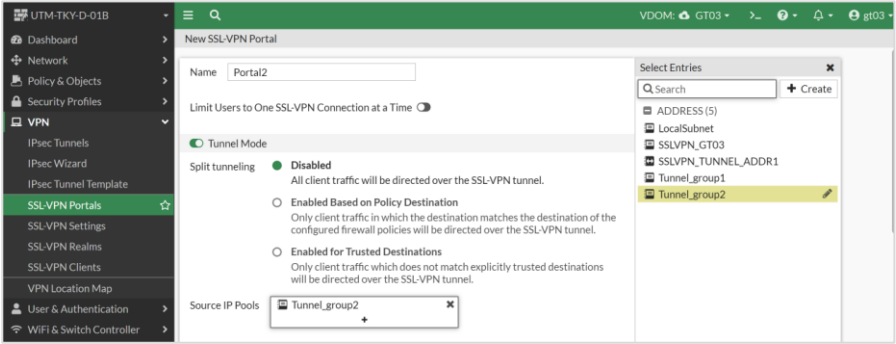 UTM-TKY-D-01B
VDOM: GT03
>_
gt03
Dashboard
Network
Policy & Objects
Security Profiles
VPN
IPsec Tunnels
IPsec Wizard
IPsec Tunnel Template
SSL-VPN Portals
SSL-VPN Settings
SSL-VPN Realms
SSL-VPN Clients
VPN Location Map
User & Authentication
WiFi & Switch Controller
New SSL-VPN Portal
Name Portal2
Limit Users to One SSL-VPN Connection at a Time
Tunnel Mode
Split tunneling
Disabled
All client traffic will be directed over the SSL-VPN tunnel.
Enabled Based on Policy Destination
Only client traffic in which the destination matches the destination of the
configured firewall policies will be directed over the SSL-VPN tunnel.
Enabled for Trusted Destinations
Only client traffic which does not match explicitly trusted destinations
will be directed over the SSL-VPN tunnel.
Source IP Pools
Tunnel_group2
+
Select Entries
Search
+ Create
ADDRESS (5)
LocalSubnet
SSLVPN_GT03
SSLVPN_TUNNEL_ADDR1
Tunnel_group1
Tunnel_group2